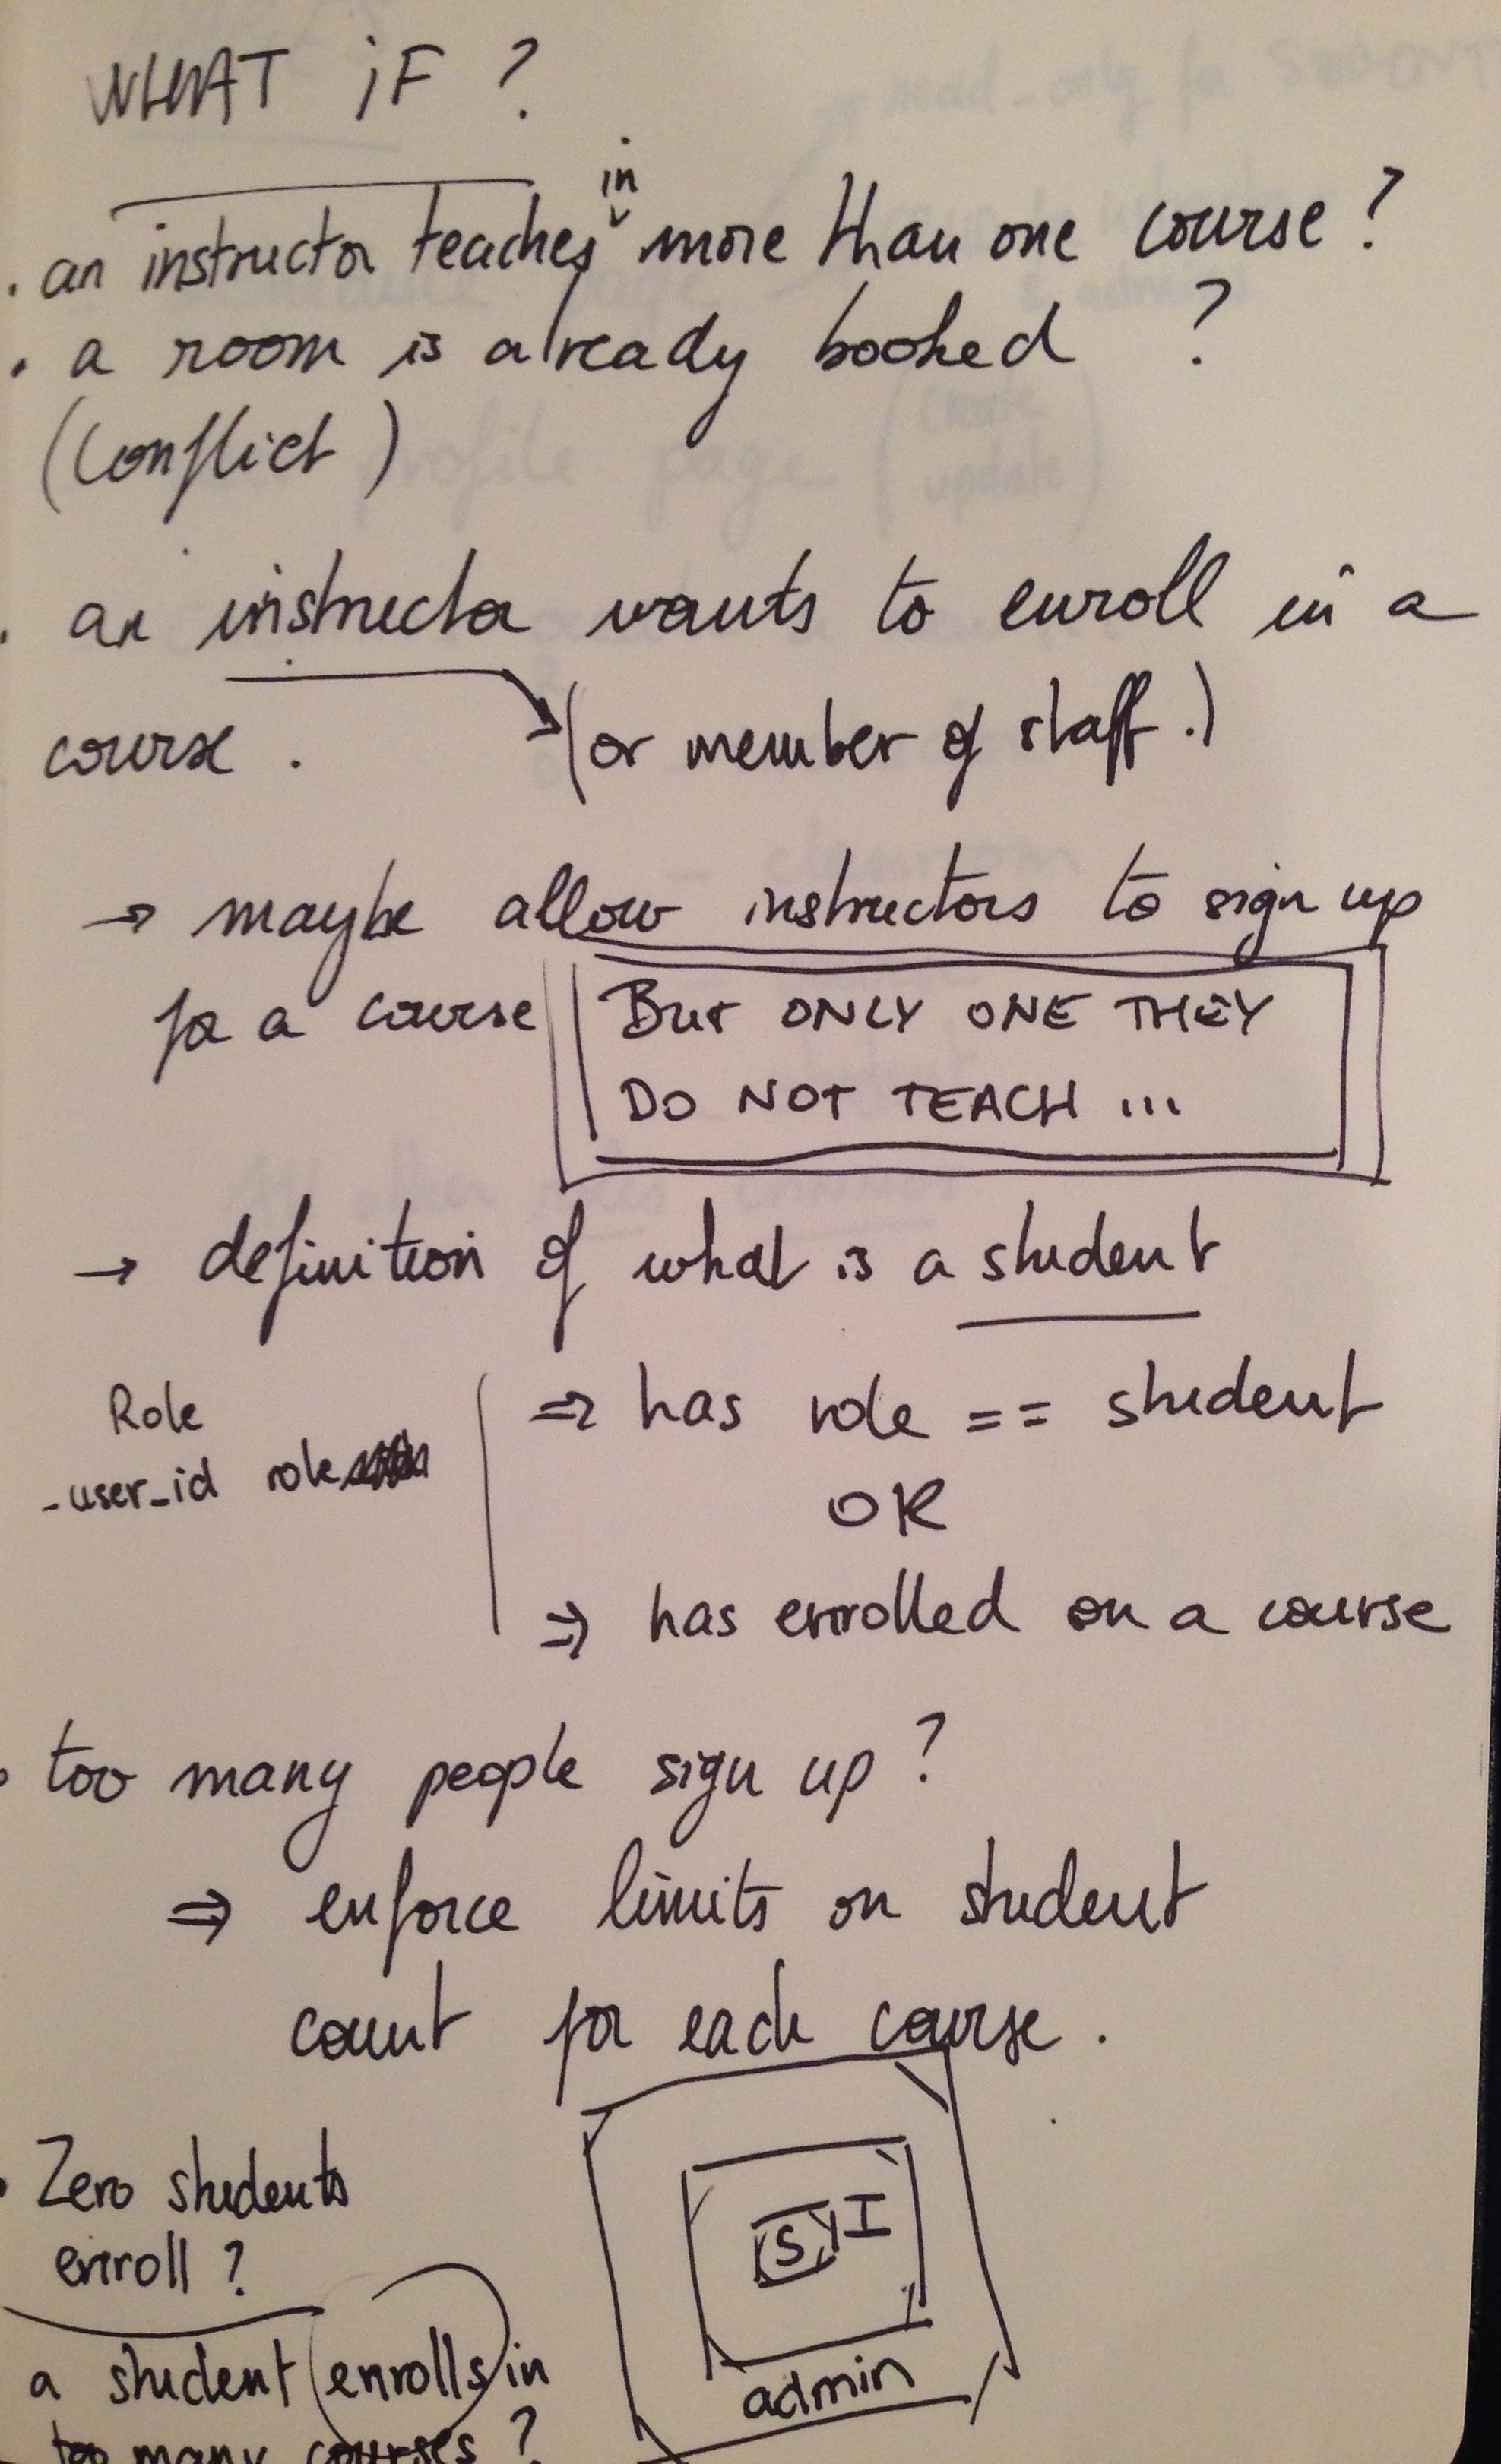 WHAT iF ?
in
. an instructor teaches more than one course ?
. a room is already booked ?
(Conflict)
. an instructor wants to enroll in a
course . (or member of staff.)
→ maybe allow instructors to sign up
for a course BUT ONLY ONE THEY
DO NOT TEACH ...
→ definition of what is a student
⇒ has role == student
Role
- user_id role
OR
⇒ has enrolled on a course
. too many people sign up ?
⇒ enforce limits on student
count for each course .
. Zero students
enroll ?
S I
admin
a student enrolls in
too many courses ?